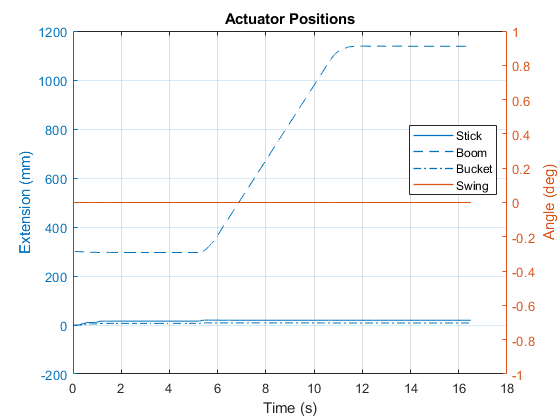 Actuator Positions
1200
1000
800
600
400
200
0
-200
Extension (mm)
0 2 4 6 8 10 12 14 16 18
Time (s)
1
0.8
0.6
0.4
0.2
0
-0.2
-0.4
-0.6
-0.8
-1
Angle (deg)
Stick
Boom
Bucket
Swing